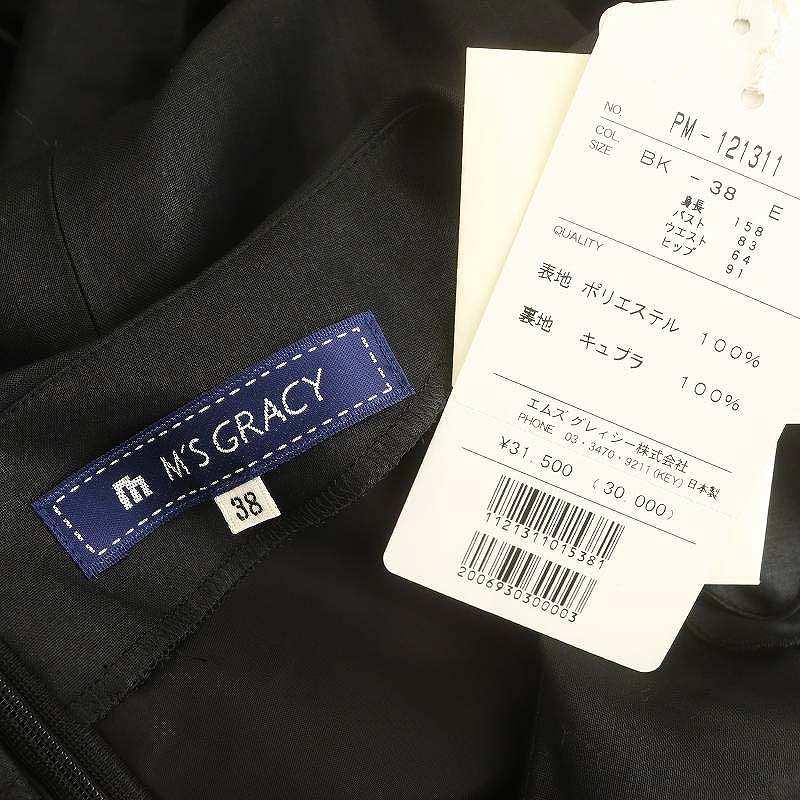 M'S GRACY
38
NO. PM-121311
COL. SIZE BK - 38 E
身長 158
バスト 83
ウエスト 64
ヒップ 91
QUALITY
表地 ポリエステル 100%
裏地 キュプラ 100%
エムズグレイシー株式会社
PHONE 03-3470-9211(KEY) 日本製
¥31.500 (30.000)
1121311015381
2006930300003